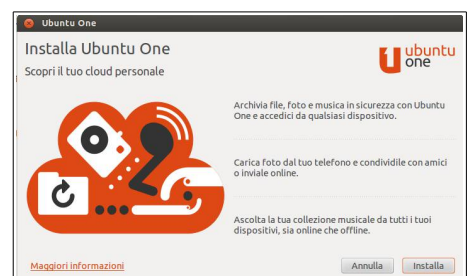 Ubuntu One
Installa Ubuntu One
Scopri il tuo cloud personale
ubuntu
one
Archivia file, foto e musica in sicurezza con Ubuntu
One e accedici da qualsiasi dispositivo.
Carica foto dal tuo telefono e condividile con amici
o inviale online.
Ascolta la tua collezione musicale da tutti i tuoi
dispositivi, sia online che offline.
Maggiori informazioni
Annulla
Installa